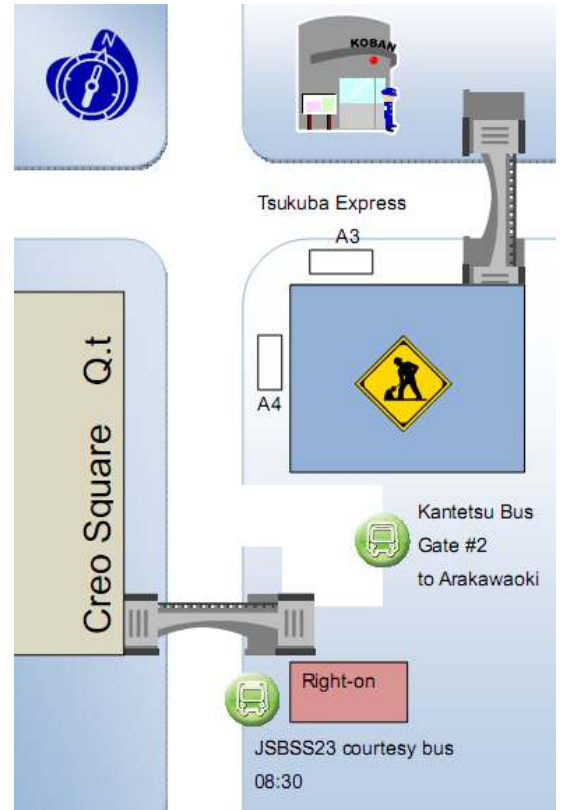 N
KOBAN
Tsukuba Express
A3
A4
Creo Square Q.t
Kantetsu Bus
Gate #2
to Arakawaoki
Right-on
JSBSS23 courtesy bus
08:30